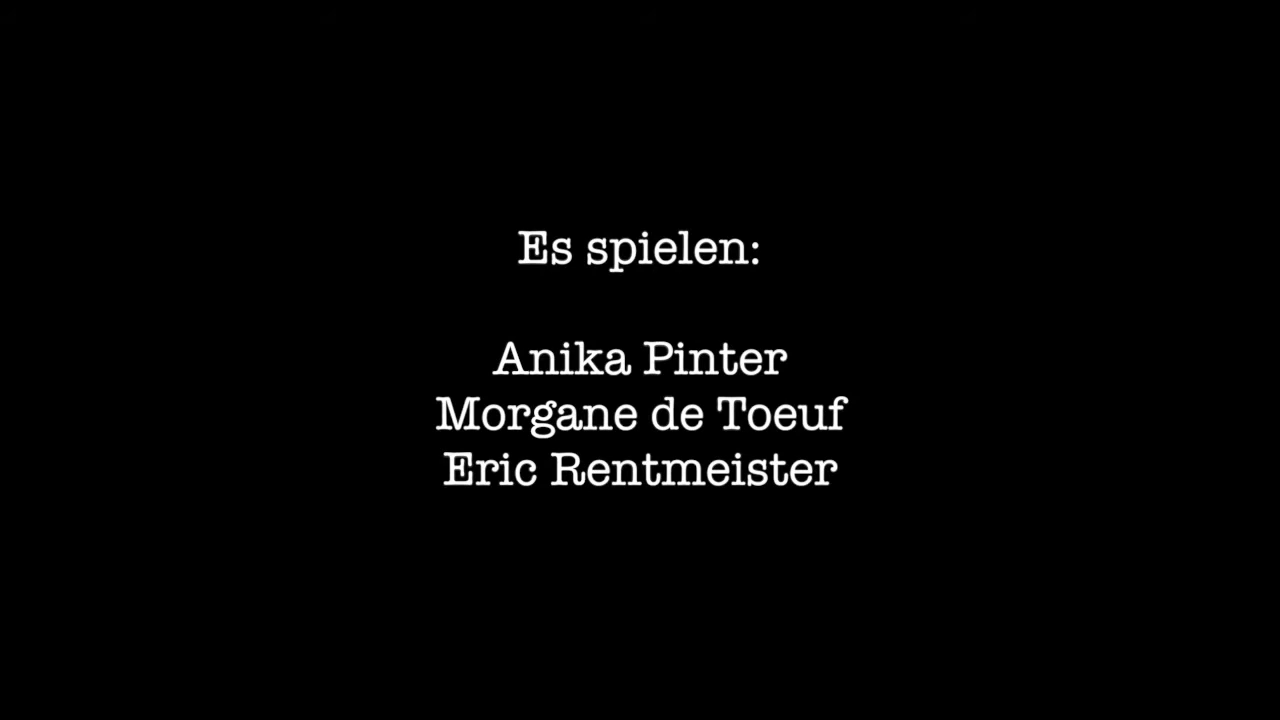 Es spielen:
Anika Pinter
Morgane de Toeuf
Eric Rentmeister